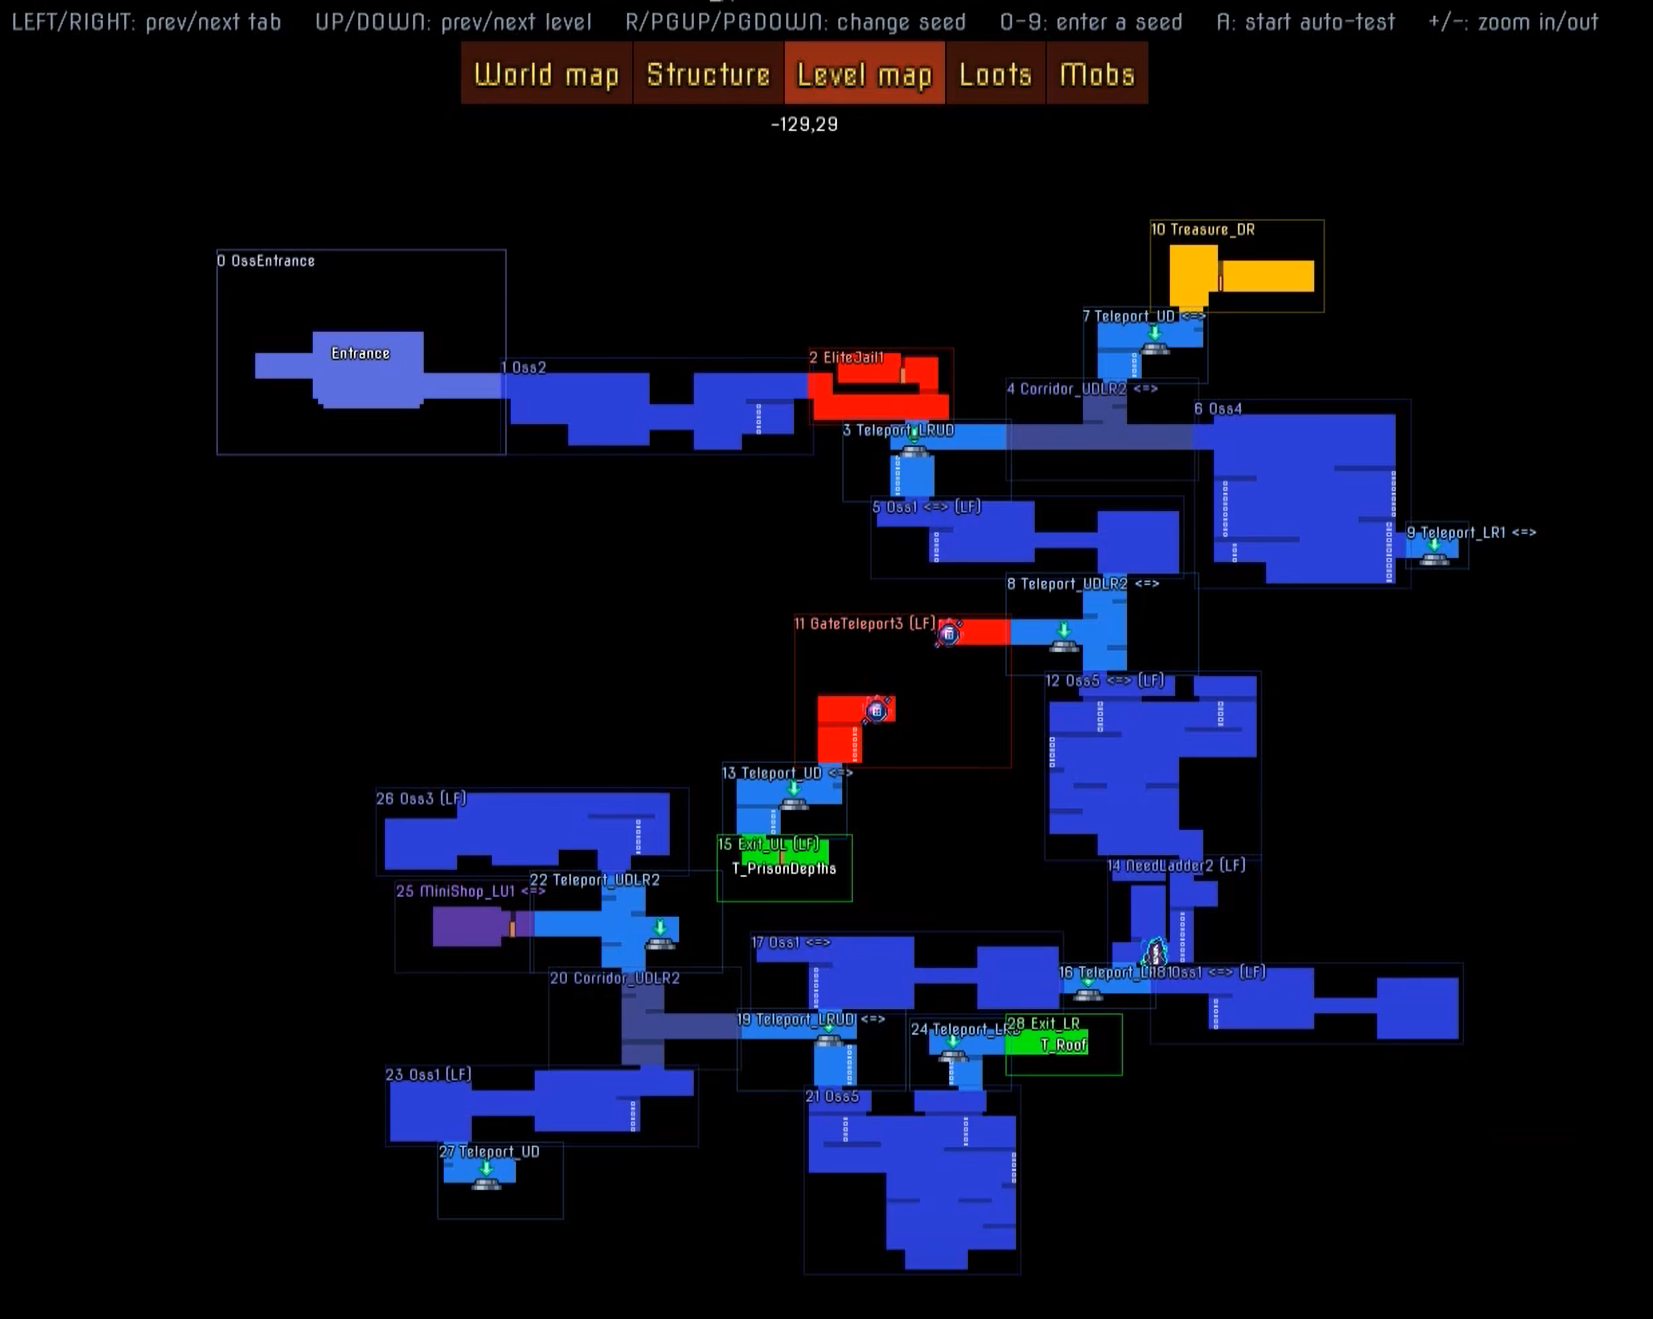 LEFT/RIGHT: prev/next tab UP/DOWN: prev/next level R/PGUP/PGDOWN: change seed 0-9: enter a seed A: start auto-test +/-: zoom in/out
World map Structure Level map Loots Mobs
-129,29
10 Treasure_DR
0 OssEntrance
7 Teleport_UD <=>
Entrance
2 EliteJail1
1 Oss2
4 Corridor_UDLR2 <=>
6 Oss4
3 Teleport_LRUD
5 Oss1 <=> (LF)
9 Teleport_LR1 <=>
8 Teleport_UDLR2 <=>
11 GateTeleport3 (LF)
12 Oss5 <=> (LF)
13 Teleport_UD <=>
26 Oss3 (LF)
15 Exit_UL (LF)
T_PrisonDepths
14 NeedLadder2 (LF)
22 Teleport_UDLR2
25 MiniShop_LU1 <=>
17 Oss1 <=>
16 Teleport_L
18 Oss1 <=> (LF)
20 Corridor_UDLR2
19 Teleport_LRUD <=>
24 Teleport_LR
28 Exit_LR
T_Roof
23 Oss1 (LF)
21 Oss5
27 Teleport_UD